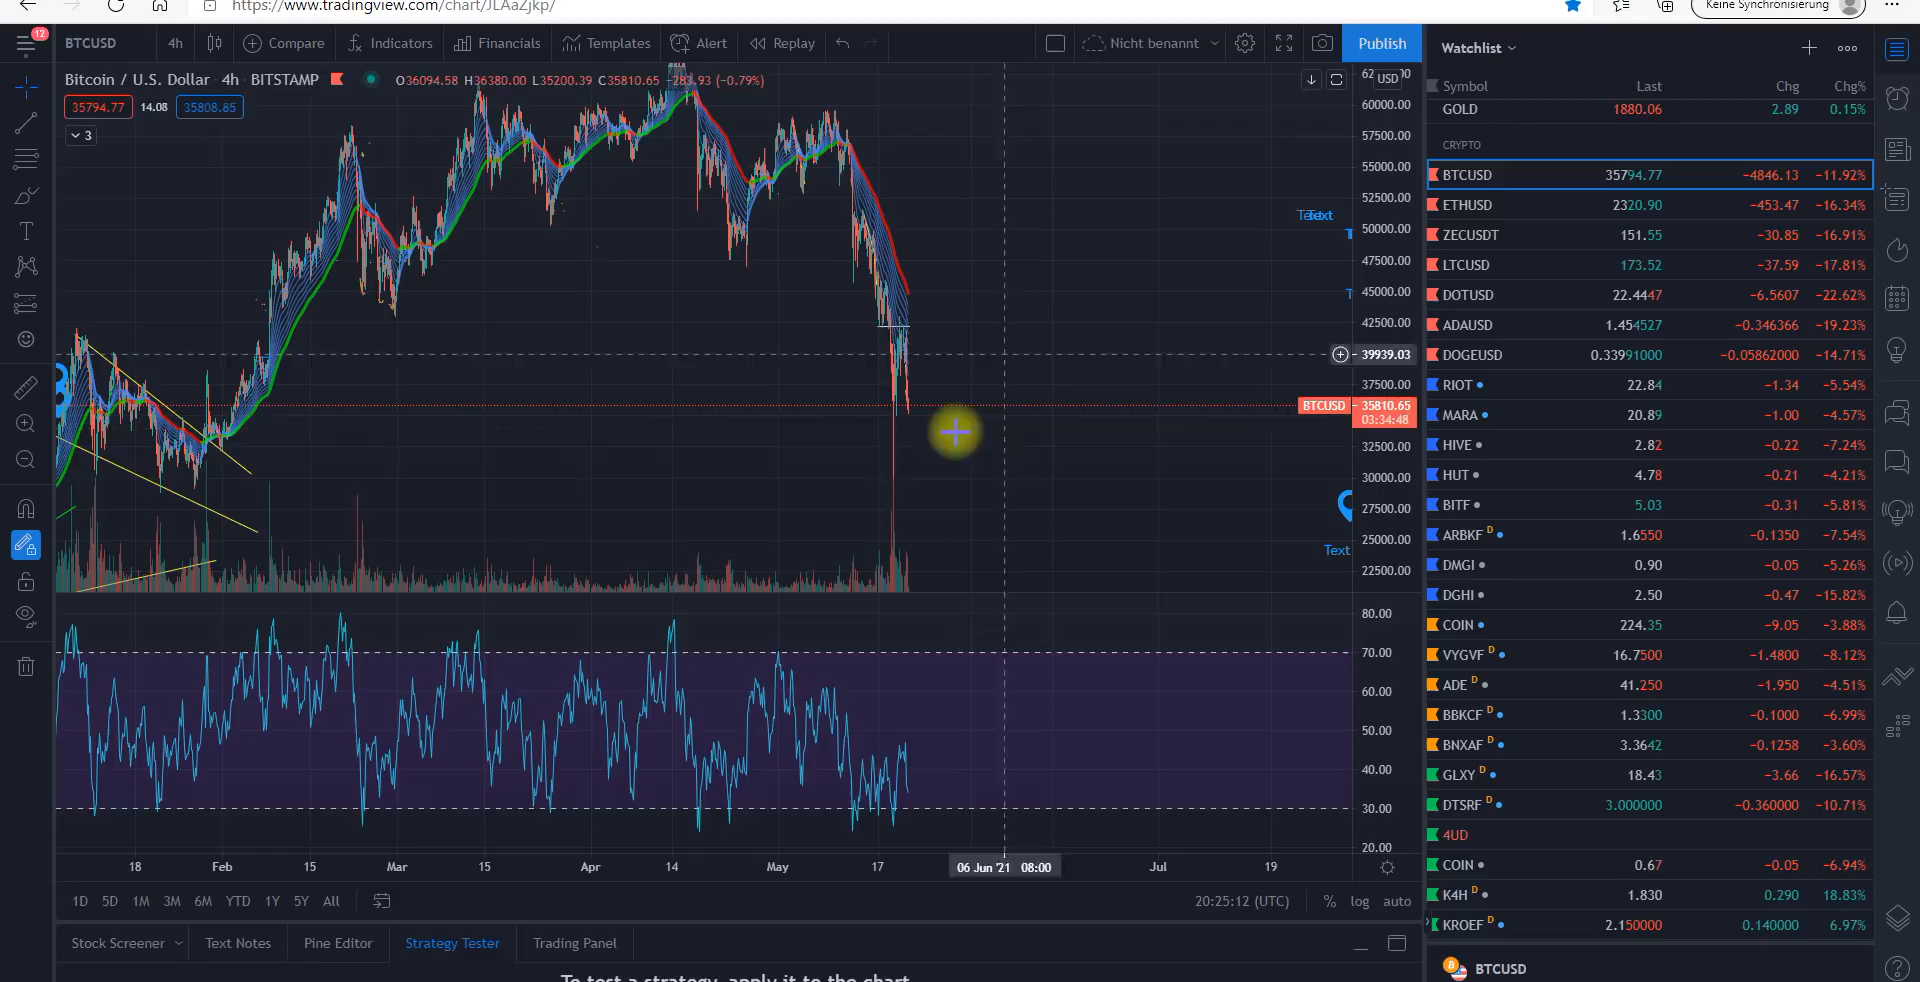 https://www.tradingview.com/chart/JLAaZjkp/
Keine Synchronisierung
12
BTCUSD 4h Compare Indicators Financials Templates Alert Replay Nicht benannt Publish
Bitcoin / U.S. Dollar 4h BITSTAMP O36094.58 H36380.00 L35200.39 C35810.65 −283.93 (−0.79%)
35794.77 14.08 35808.85
3
USD
60000.00
57500.00
55000.00
52500.00
50000.00
47500.00
45000.00
42500.00
39939.03
37500.00
BTCUSD 35810.65
03:34:48
32500.00
30000.00
27500.00
25000.00
22500.00
Text
Text
80.00
70.00
60.00
50.00
40.00
30.00
20.00
18 Feb 15 Mar 15 Apr 14 May 17 06 Jun '21 08:00 Jul 19
1D 5D 1M 3M 6M YTD 1Y 5Y All 20:25:12 (UTC) % log auto
Stock Screener Text Notes Pine Editor Strategy Tester Trading Panel
To test a strategy, apply it to the chart
Watchlist
Symbol Last Chg Chg%
GOLD 1880.06 2.89 0.15%
CRYPTO
BTCUSD 35794.77 −4846.13 −11.92%
ETHUSD 2320.90 −453.47 −16.34%
ZECUSDT 151.55 −30.85 −16.91%
LTCUSD 173.52 −37.59 −17.81%
DOTUSD 22.4447 −6.5607 −22.62%
ADAUSD 1.454527 −0.346366 −19.23%
DOGEUSD 0.33991000 −0.05862000 −14.71%
RIOT 22.84 −1.34 −5.54%
MARA 20.89 −1.00 −4.57%
HIVE 2.82 −0.22 −7.24%
HUT 4.78 −0.21 −4.21%
BITF 5.03 −0.31 −5.81%
ARBKF D 1.6550 −0.1350 −7.54%
DMGI 0.90 −0.05 −5.26%
DGHI 2.50 −0.47 −15.82%
COIN 224.35 −9.05 −3.88%
VYGVF D 16.7500 −1.4800 −8.12%
ADE D 41.250 −1.950 −4.51%
BBKCF D 1.3300 −0.1000 −6.99%
BNXAF D 3.3642 −0.1258 −3.60%
GLXY D 18.43 −3.66 −16.57%
DTSRF D 3.000000 −0.360000 −10.71%
4UD
COIN 0.67 −0.05 −6.94%
K4H D 1.830 0.290 18.83%
KROEF D 2.150000 0.140000 6.97%
BTCUSD